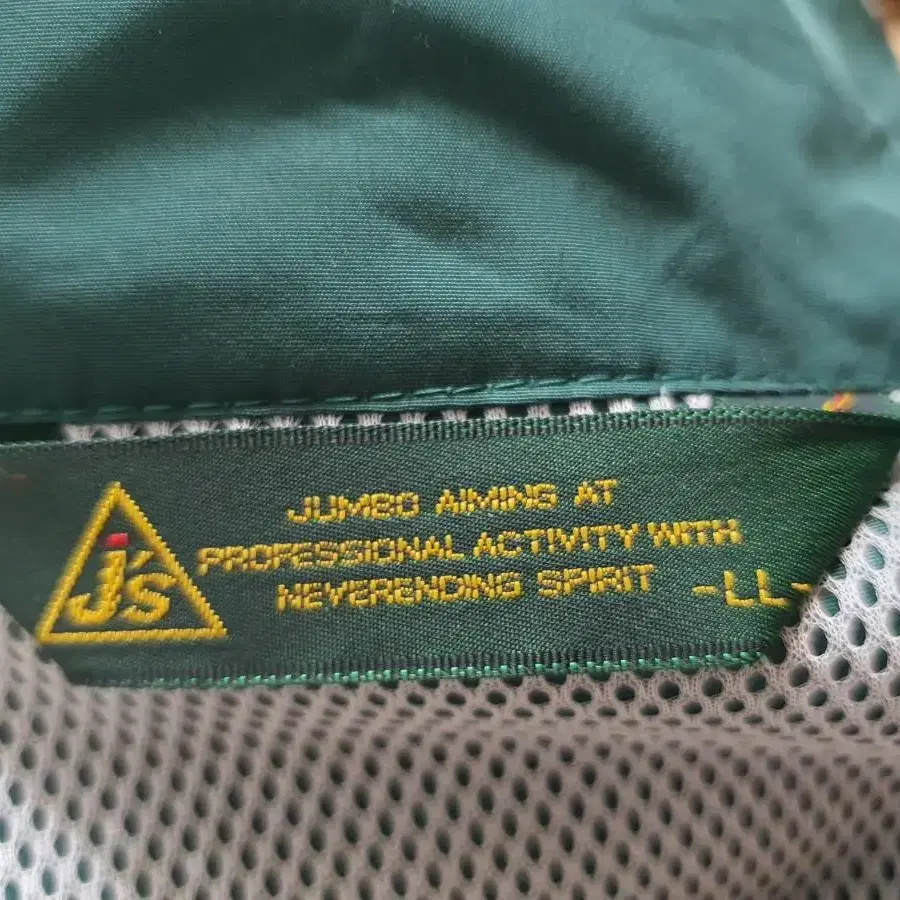 J's
JUMBO AIMING AT
PROFESSIONAL ACTIVITY WITH
NEVERENDING SPIRIT
-LL-